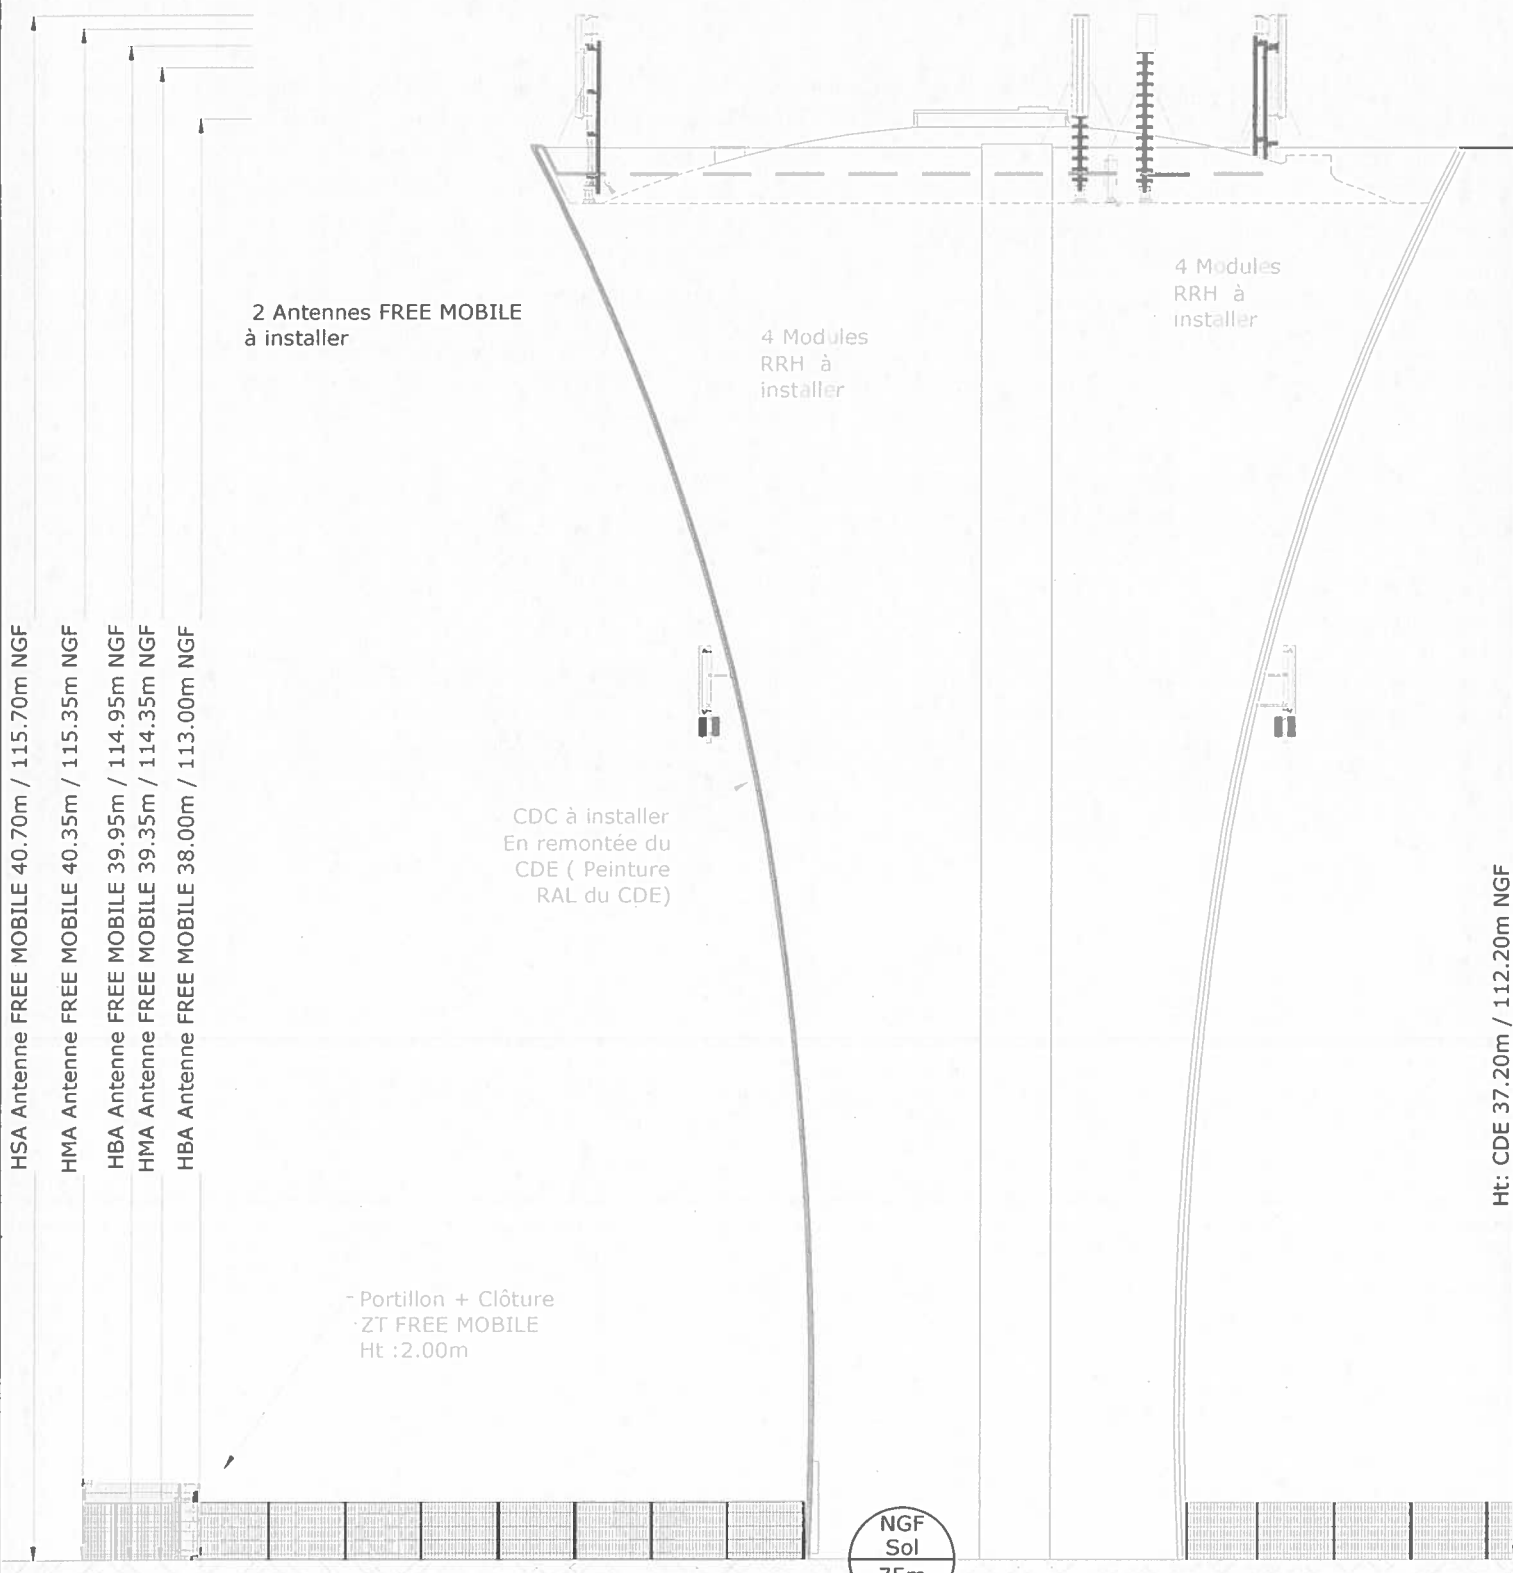 2 Antennes FREE MOBILE
à installer
4 Modules
RRH à
installer
4 Modules
RRH à
installer
HSA Antenne FREE MOBILE 40.70m / 115.70m NGF
HMA Antenne FREE MOBILE 40.35m / 115.35m NGF
HBA Antenne FREE MOBILE 39.95m / 114.95m NGF
HMA Antenne FREE MOBILE 39.35m / 114.35m NGF
HBA Antenne FREE MOBILE 38.00m / 113.00m NGF
CDC à installer
En remontée du
CDE ( Peinture
RAL du CDE)
Ht: CDE 37.20m / 112.20m NGF
Portillon + Clôture
ZT FREE MOBILE
Ht :2.00m
NGF
Sol
75m